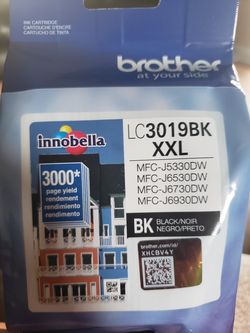 INK CARTRIDGE
CARTOUCHE D'ENCRE
CARTUCHO DE TINTA
brother
at your side
innobella
LC3019BK
XXL
3000*
page yield
rendement
rendimiento
rendimento
MFC-J5330DW
MFC-J6530DW
MFC-J6730DW
MFC-J6930DW
BK BLACK/NOIR
NEGRO/PRETO
brother.com/id/
XHCBV4Y